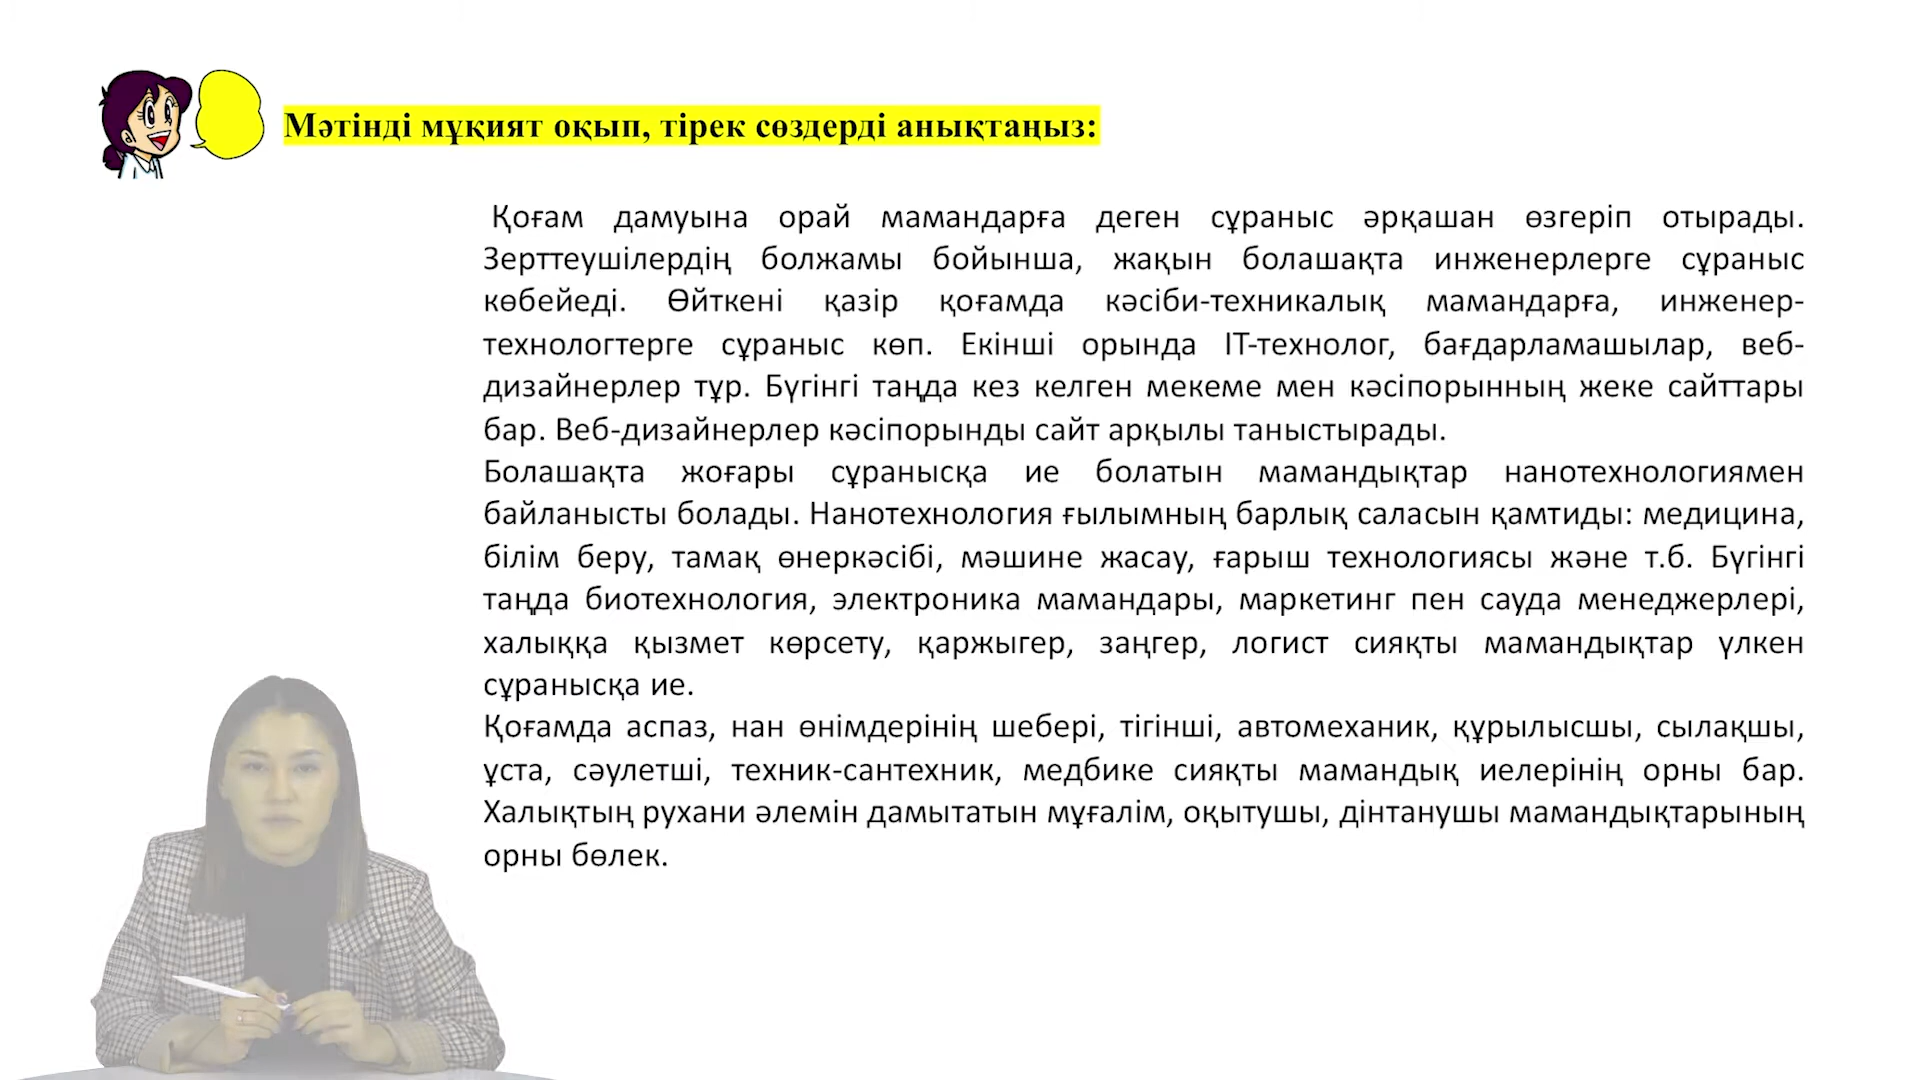 Мәтінді мұқият оқып, тірек сөздерді анықтаңыз:
Қоғам дамуына орай мамандарға деген сұраныс әрқашан өзгеріп отырады.
Зерттеушілердің болжамы бойынша, жақын болашақта инженерлерге сұраныс
көбейеді. Өйткені қазір қоғамда кәсіби-техникалық мамандарға, инженер-
технологтерге сұраныс көп. Екінші орында IT-технолог, бағдарламашылар, веб-
дизайнерлер тұр. Бүгінгі таңда кез келген мекеме мен кәсіпорынның жеке сайттары
бар. Веб-дизайнерлер кәсіпорынды сайт арқылы таныстырады.
Болашақта жоғары сұранысқа ие болатын мамандықтар нанотехнологиямен
байланысты болады. Нанотехнология ғылымның барлық саласын қамтиды: медицина,
білім беру, тамақ өнеркәсібі, мәшине жасау, ғарыш технологиясы және т.б. Бүгінгі
таңда биотехнология, электроника мамандары, маркетинг пен сауда менеджерлері,
халыққа қызмет көрсету, қаржыгер, заңгер, логист сияқты мамандықтар үлкен
сұранысқа ие.
Қоғамда аспаз, нан өнімдерінің шебері, тігінші, автомеханик, құрылысшы, сылақшы,
ұста, сәулетші, техник-сантехник, медбике сияқты мамандық иелерінің орны бар.
Халықтың рухани әлемін дамытатын мұғалім, оқытушы, дінтанушы мамандықтарының
орны бөлек.